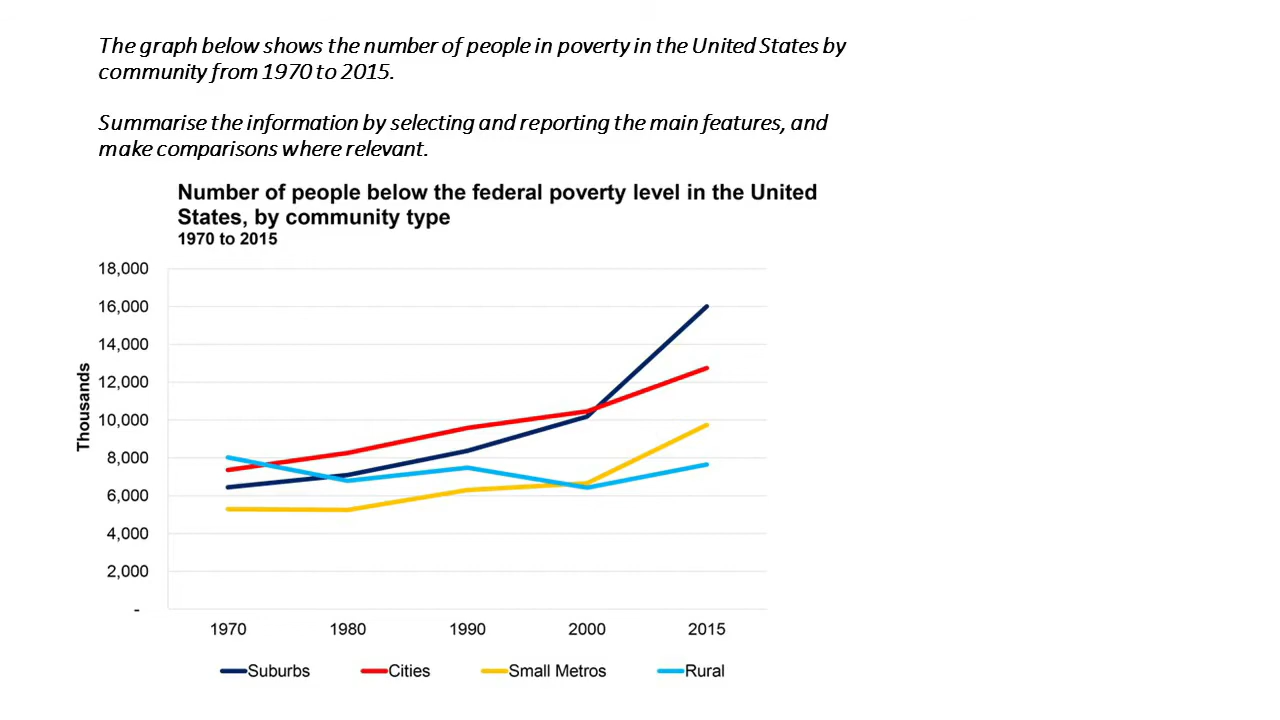 The graph below shows the number of people in poverty in the United States by
community from 1970 to 2015.
Summarise the information by selecting and reporting the main features, and
make comparisons where relevant.
Number of people below the federal poverty level in the United
States, by community type
1970 to 2015
18,000
16,000
14,000
12,000
10,000
8,000
6,000
4,000
2,000
-
Thousands
1970 1980 1990 2000 2015
Suburbs Cities Small Metros Rural